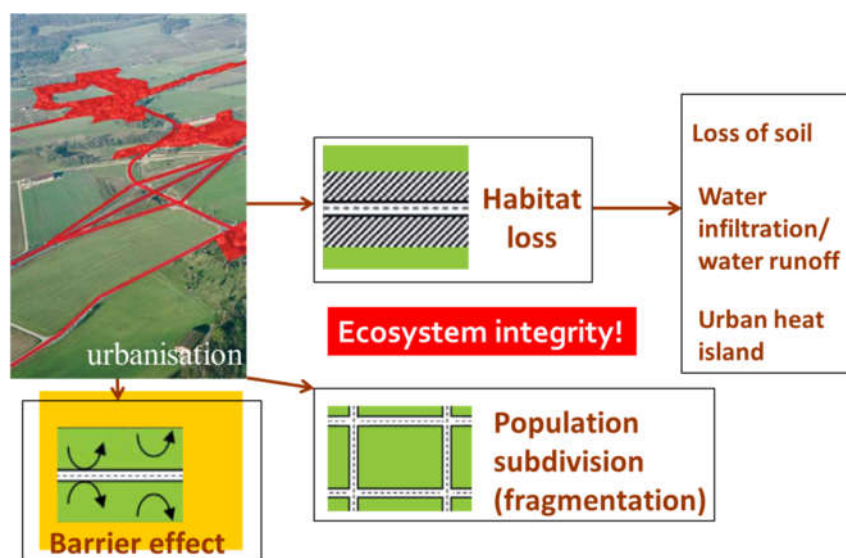 urbanisation
Habitat
loss
Loss of soil
Water
infiltration/
water runoff
Urban heat
island
Ecosystem integrity!
Barrier effect
Population
subdivision
(fragmentation)